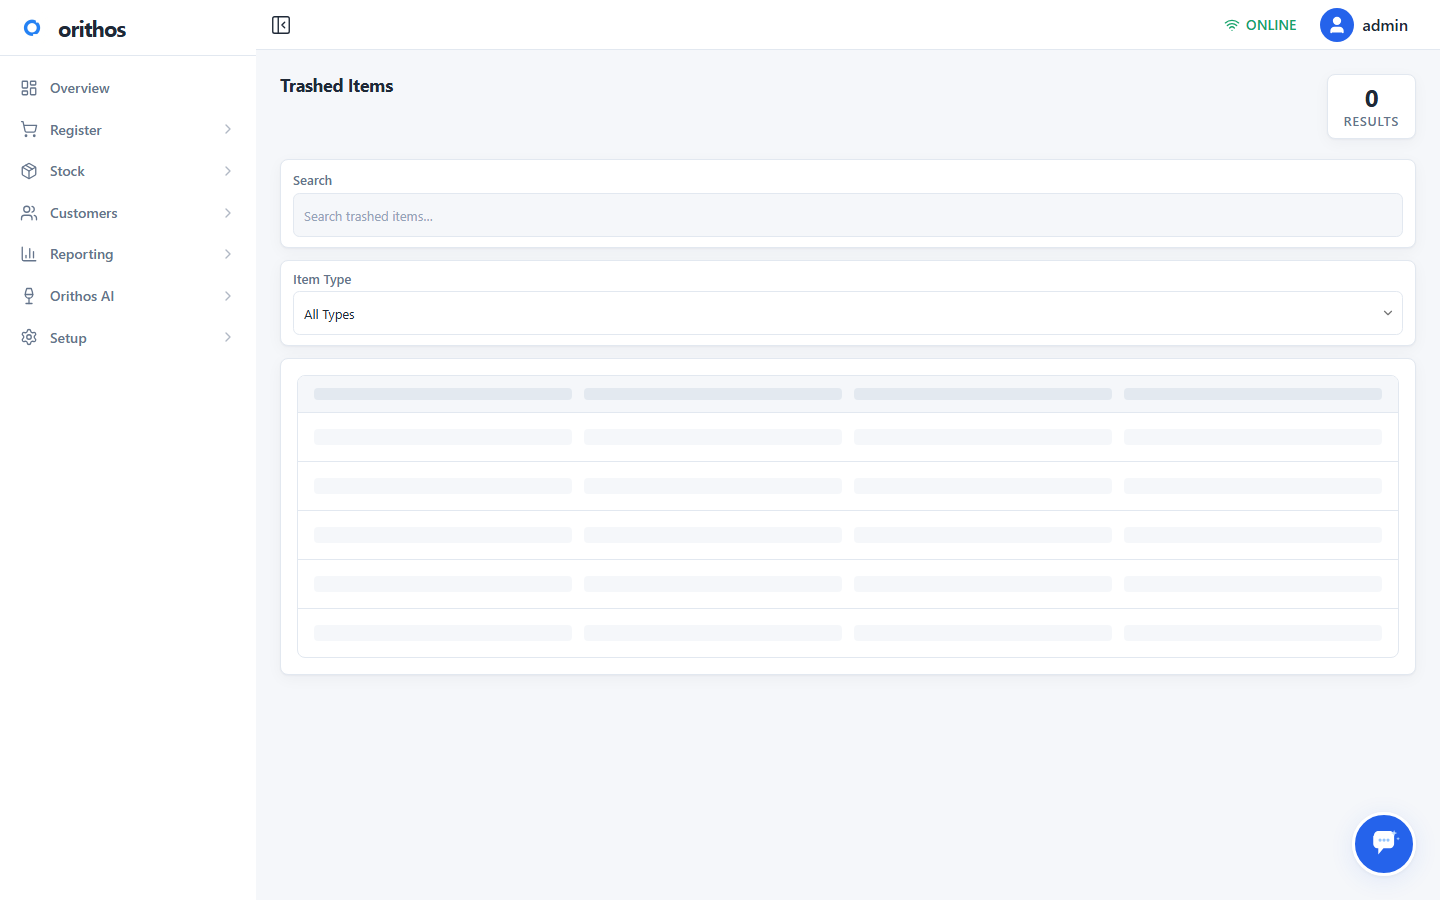 orithos
ONLINE
admin
Overview
Register
Stock
Customers
Reporting
Orithos AI
Setup
Trashed Items
0
RESULTS
Search
Search trashed items...
Item Type
All Types